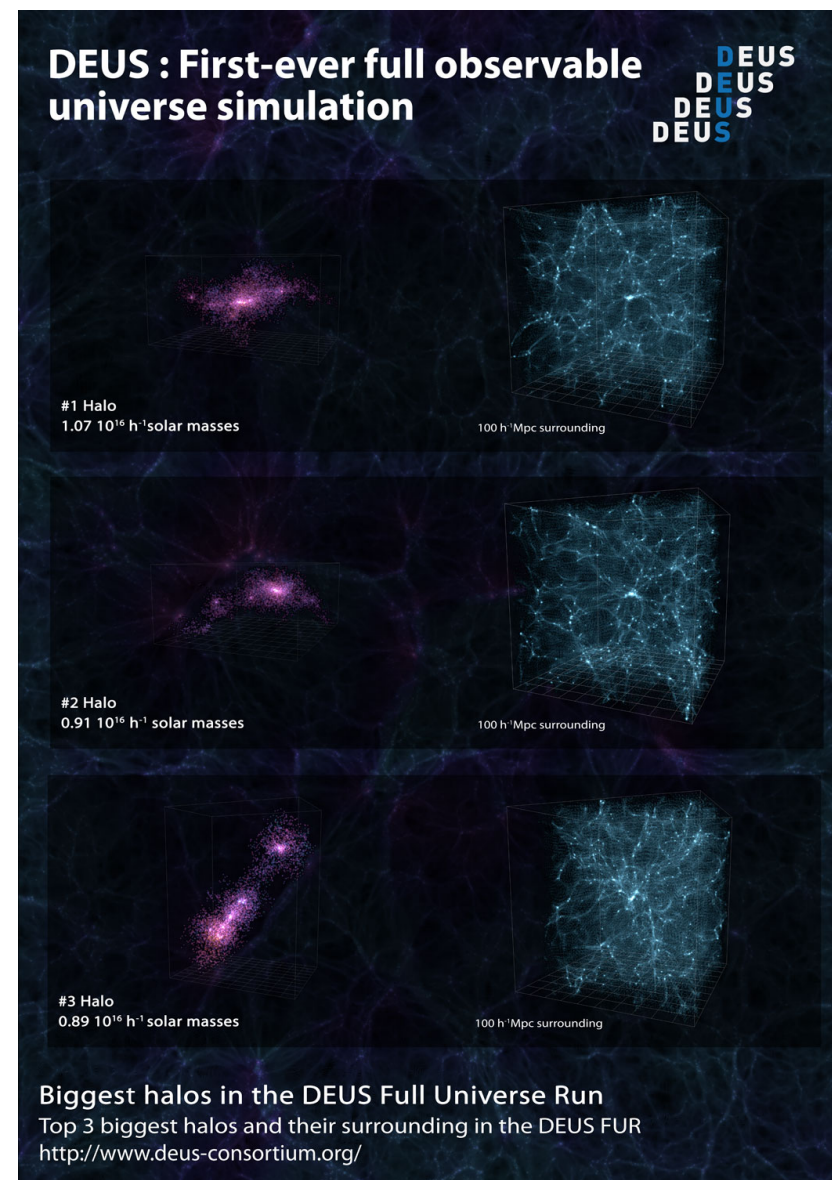 DEUS : First-ever full observable
universe simulation
DEUS
DEUS
DEUS
DEUS
#1 Halo
1.07 10¹⁶ h⁻¹solar masses
100 h⁻¹Mpc surrounding
#2 Halo
0.91 10¹⁶ h⁻¹ solar masses
100 h⁻¹Mpc surrounding
#3 Halo
0.89 10¹⁶ h⁻¹ solar masses
100 h⁻¹Mpc surrounding
Biggest halos in the DEUS Full Universe Run
Top 3 biggest halos and their surrounding in the DEUS FUR
http://www.deus-consortium.org/